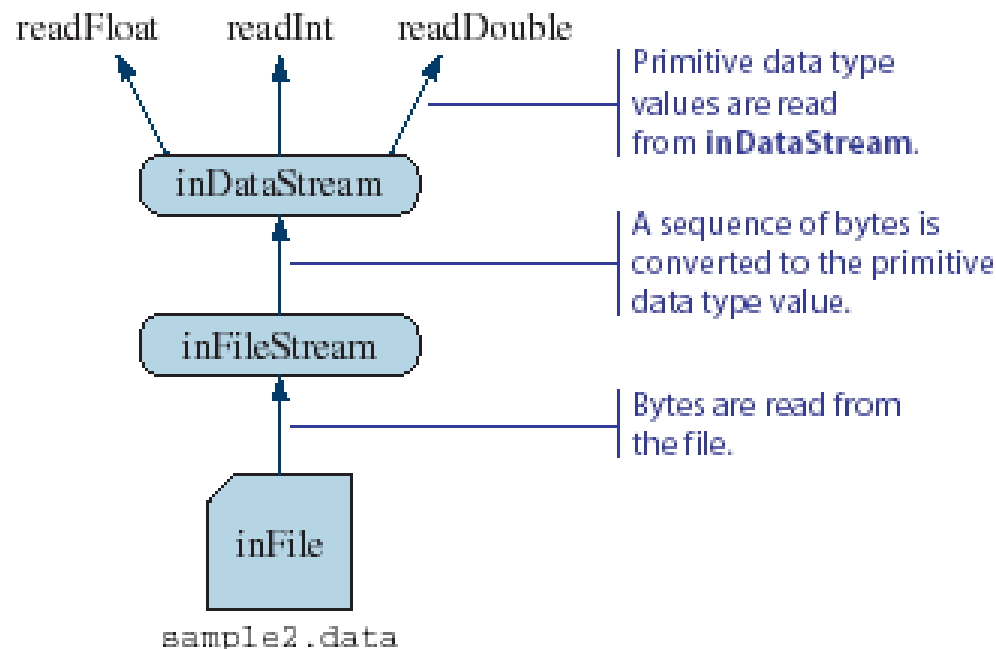 readFloat readInt readDouble
Primitive data type
values are read
from inDataStream.
inDataStream
A sequence of bytes is
converted to the primitive
data type value.
inFileStream
Bytes are read from
the file.
inFile
sample2.data